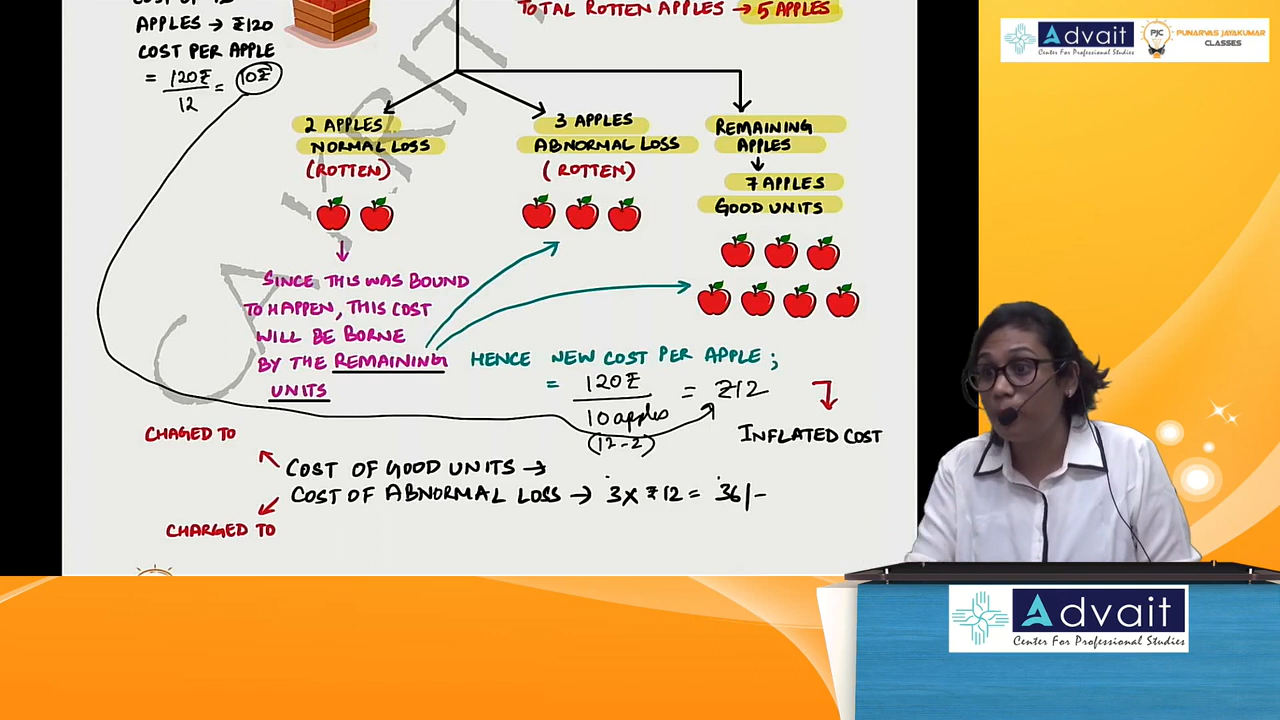 APPLES → ₹120
COST PER APPLE
= 120₹ / 12 = 10₹
TOTAL ROTTEN APPLES → 5 APPLES
Advait
Center For Professional Studies
PJC
PUNARVAS JAYAKUMAR
CLASSES
2 APPLES
NORMAL LOSS
(ROTTEN)
3 APPLES
ABNORMAL LOSS
(ROTTEN)
REMAINING
APPLES
↓
7 APPLES
GOOD UNITS
SINCE THIS WAS BOUND
TO HAPPEN, THIS COST
WILL BE BORNE
BY THE REMAINING
UNITS
HENCE NEW COST PER APPLE ;
= 120₹ / 10 apples = ₹12
(12-2)
INFLATED COST
CHAGED TO
COST OF GOOD UNITS →
COST OF ABNORMAL LOSS → 3 X ₹12 = 36/-
CHARGED TO
Advait
Center For Professional Studies